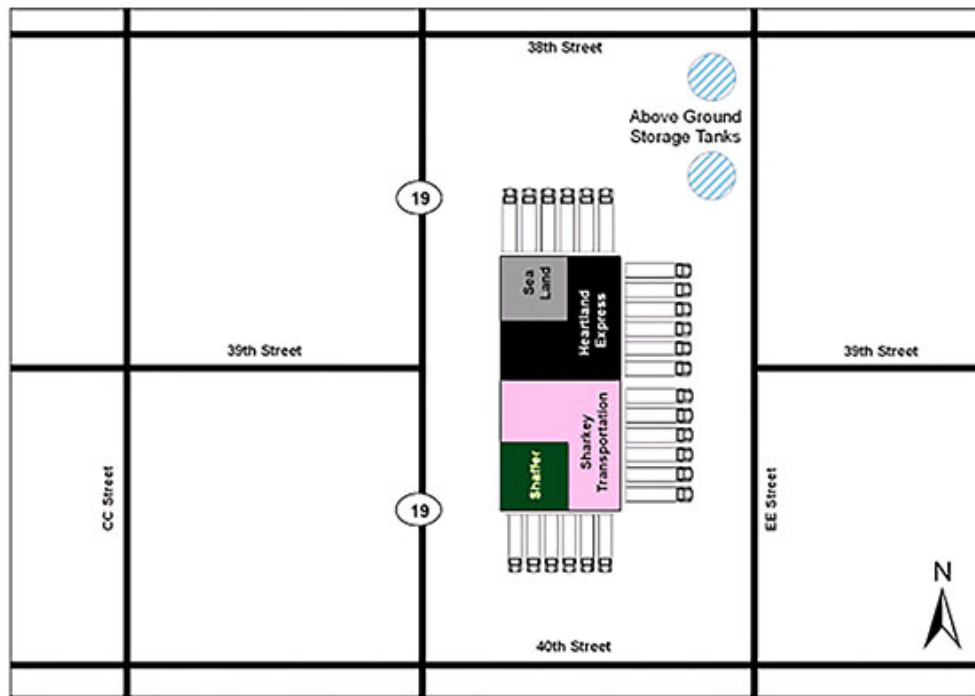 38th Street
Above Ground
Storage Tanks
19
Sea
Land
Heartland
Express
39th Street
39th Street
Sharkey
Transportation
Shaffer
CC Street
19
EE Street
N
40th Street